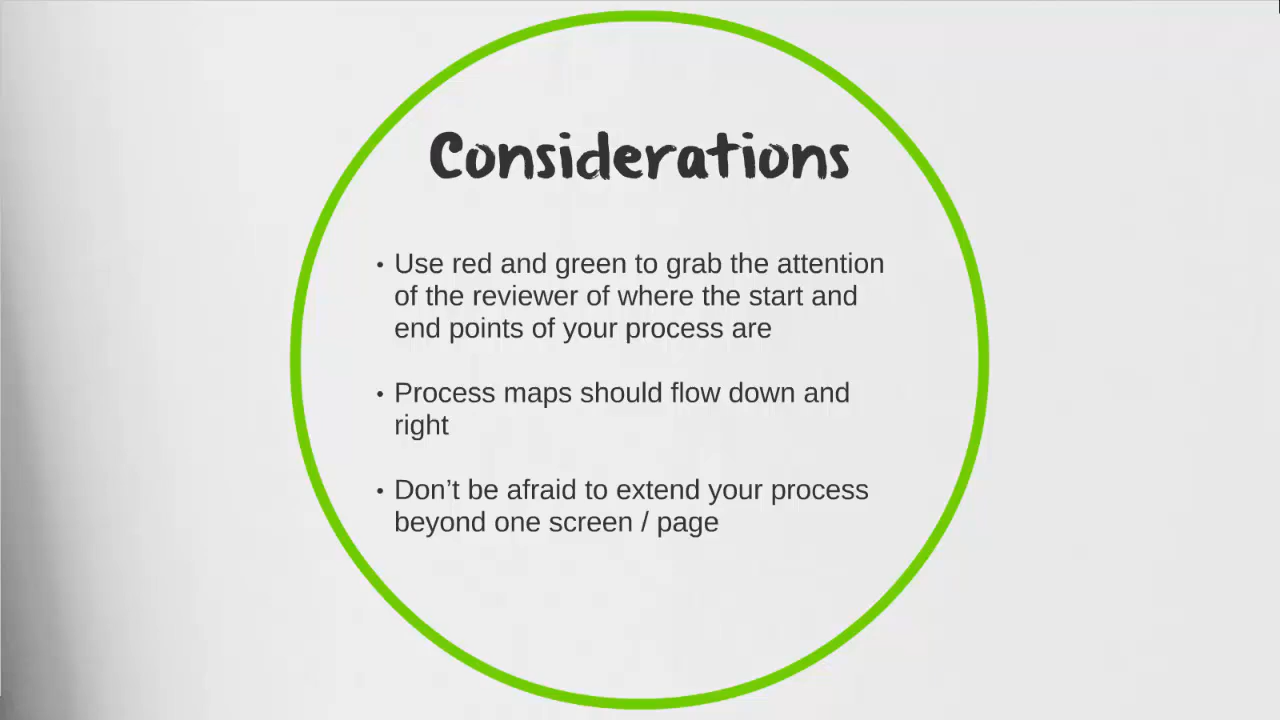 Considerations
• Use red and green to grab the attention
of the reviewer of where the start and
end points of your process are
• Process maps should flow down and
right
• Don’t be afraid to extend your process
beyond one screen / page